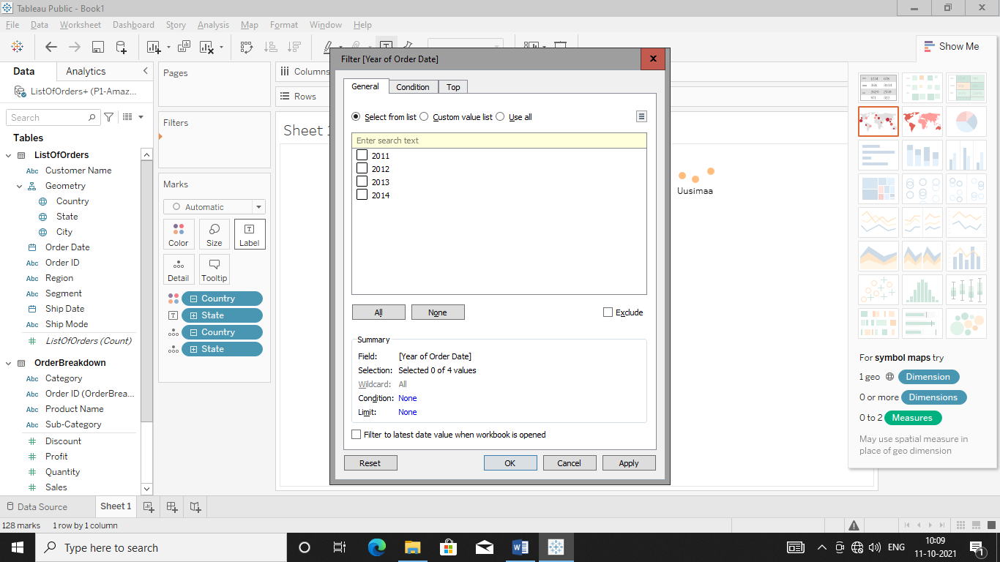 Tableau Public - Book1
File Data Worksheet Dashboard Story Analysis Map Format Window Help
Show Me
Data Analytics
ListOfOrders+ (P1-Amaz...
Search
Tables
ListOfOrders
Abc Customer Name
Geometry
Country
State
City
Order Date
Abc Order ID
Abc Region
Abc Segment
Ship Date
Abc Ship Mode
ListOfOrders (Count)
OrderBreakdown
Abc Category
Abc Order ID (OrderBrea...
Abc Product Name
Abc Sub-Category
Discount
Profit
Quantity
Sales
Pages
Filters
Marks
Automatic
Color Size T Label
Detail Tooltip
Country
T State
Country
State
Columns
Rows
Sheet 1
Uusimaa
Filter [Year of Order Date]
General Condition Top
Select from list Custom value list Use all
Enter search text
2011
2012
2013
2014
All None Exclude
Summary
Field: [Year of Order Date]
Selection: Selected 0 of 4 values
Wildcard: All
Condition: None
Limit: None
Filter to latest date value when workbook is opened
Reset OK Cancel Apply
For symbol maps try
1 geo Dimension
0 or more Dimensions
0 to 2 Measures
May use spatial measure in
place of geo dimension
Data Source Sheet 1
128 marks 1 row by 1 column
Type here to search
ENG
10:09
11-10-2021
1